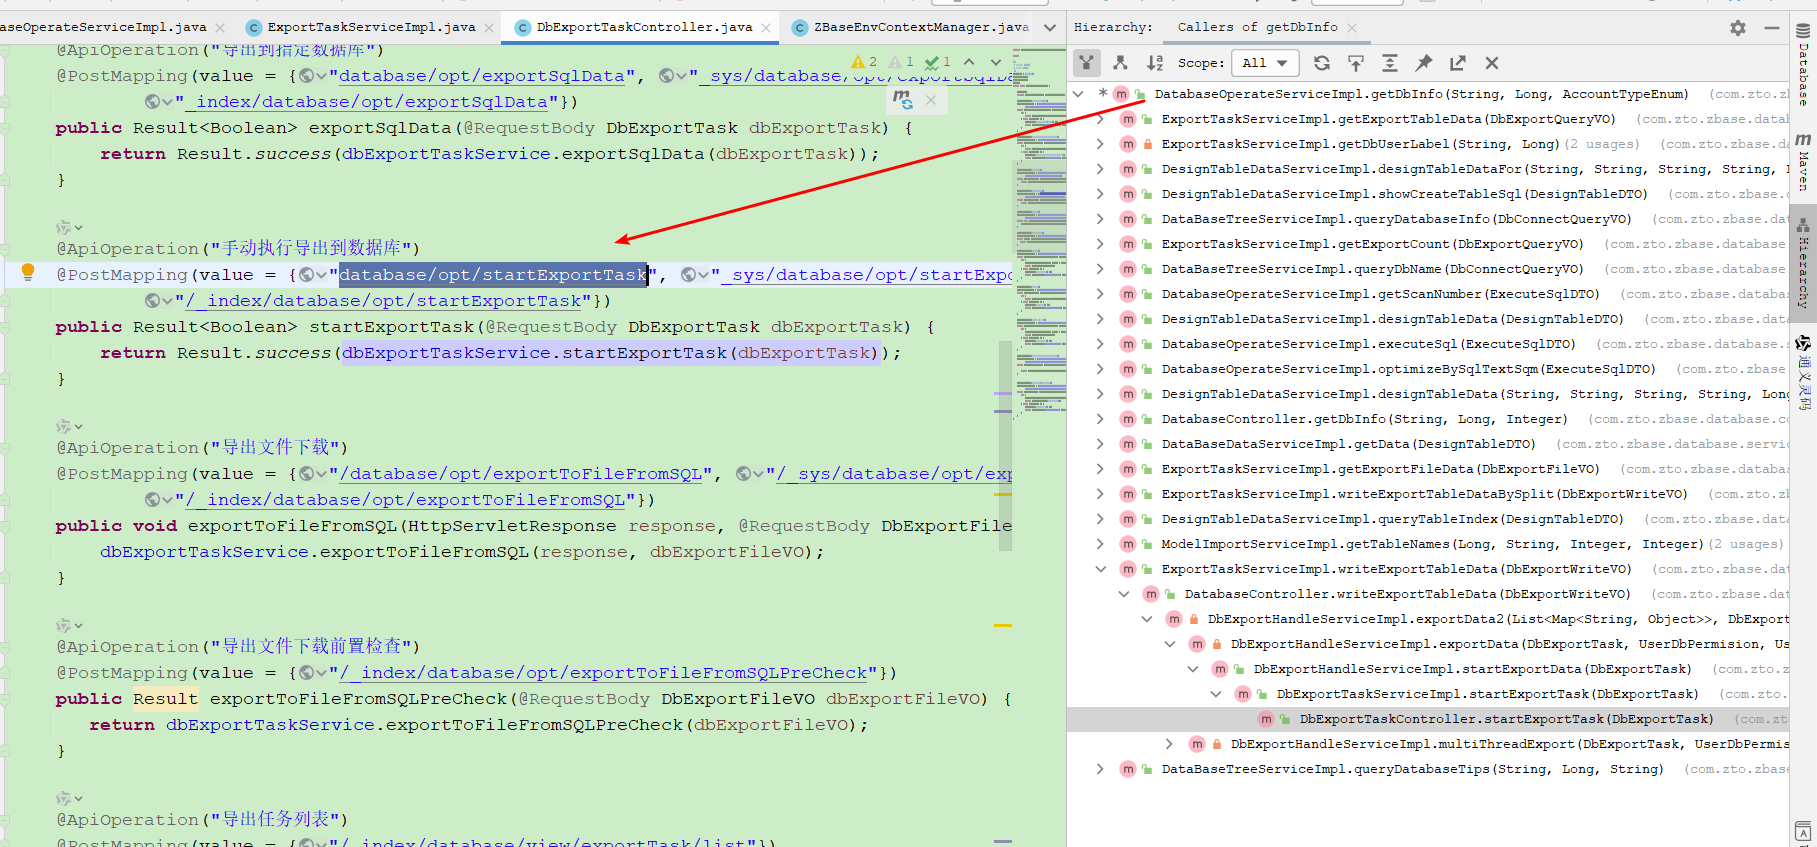 aseOperateServiceImpl.java
ExportTaskServiceImpl.java
DbExportTaskController.java
ZBaseEnvContextManager.java
@ApiOperation("导出到指定数据库")
@PostMapping(value = {"database/opt/exportSqlData", "_sys/database/opt/exportSqlDa
"_index/database/opt/exportSqlData"})
public Result<Boolean> exportSqlData(@RequestBody DbExportTask dbExportTask) {
return Result.success(dbExportTaskService.exportSqlData(dbExportTask));
}
@ApiOperation("手动执行导出到数据库")
@PostMapping(value = {"database/opt/startExportTask", "_sys/database/opt/startExpo
"/_index/database/opt/startExportTask"})
public Result<Boolean> startExportTask(@RequestBody DbExportTask dbExportTask) {
return Result.success(dbExportTaskService.startExportTask(dbExportTask));
}
@ApiOperation("导出文件下载")
@PostMapping(value = {"/database/opt/exportToFileFromSQL", "/_sys/database/opt/exp
"/_index/database/opt/exportToFileFromSQL"})
public void exportToFileFromSQL(HttpServletResponse response, @RequestBody DbExportFile
dbExportTaskService.exportToFileFromSQL(response, dbExportFileVO);
}
@ApiOperation("导出文件下载前置检查")
@PostMapping(value = {"/_index/database/opt/exportToFileFromSQLPreCheck"})
public Result exportToFileFromSQLPreCheck(@RequestBody DbExportFileVO dbExportFileVO) {
return dbExportTaskService.exportToFileFromSQLPreCheck(dbExportFileVO);
}
@ApiOperation("导出任务列表")
@PostMapping(value = {"/_index/database/view/exportTask/list"})
2 1 1
Hierarchy: Callers of getDbInfo
Scope: All
* DatabaseOperateServiceImpl.getDbInfo(String, Long, AccountTypeEnum) (com.zto.zbase.datab
ExportTaskServiceImpl.getExportTableData(DbExportQueryVO) (com.zto.zbase.databas
ExportTaskServiceImpl.getDbUserLabel(String, Long)(2 usages) (com.zto.zbase.datab
DesignTableDataServiceImpl.designTableDataFor(String, String, String, String, I
DesignTableDataServiceImpl.showCreateTableSql(DesignTableDTO) (com.zto.zbase.dat
DataBaseTreeServiceImpl.queryDatabaseInfo(DbConnectQueryVO) (com.zto.zbase.data
ExportTaskServiceImpl.getExportCount(DbExportQueryVO) (com.zto.zbase.database.s
DataBaseTreeServiceImpl.queryDbName(DbConnectQueryVO) (com.zto.zbase.database.s
DatabaseOperateServiceImpl.getScanNumber(ExecuteSqlDTO) (com.zto.zbase.database
DesignTableDataServiceImpl.designTableData(DesignTableDTO) (com.zto.zbase.datab
DatabaseOperateServiceImpl.executeSql(ExecuteSqlDTO) (com.zto.zbase.database.s
DatabaseOperateServiceImpl.optimizeBySqlTextSqm(ExecuteSqlDTO) (com.zto.zbase.d
DesignTableDataServiceImpl.designTableData(String, String, String, String, Long
DatabaseController.getDbInfo(String, Long, Integer) (com.zto.zbase.database.cont
DataBaseDataServiceImpl.getData(DesignTableDTO) (com.zto.zbase.database.servic
ExportTaskServiceImpl.getExportFileData(DbExportFileVO) (com.zto.zbase.database
ExportTaskServiceImpl.writeExportTableDataBySplit(DbExportWriteVO) (com.zto.zba
DesignTableDataServiceImpl.queryTableIndex(DesignTableDTO) (com.zto.zbase.datab
ModelImportServiceImpl.getTableNames(Long, String, Integer, Integer)(2 usages)
ExportTaskServiceImpl.writeExportTableData(DbExportWriteVO) (com.zto.zbase.data
DatabaseController.writeExportTableData(DbExportWriteVO) (com.zto.zbase.datab
DbExportHandleServiceImpl.exportData2(List<Map<String, Object>>, DbExport
DbExportHandleServiceImpl.exportData(DbExportTask, UserDbPermision, Us
DbExportHandleServiceImpl.startExportData(DbExportTask) (com.zto.z
DbExportTaskServiceImpl.startExportTask(DbExportTask) (com.zto
DbExportTaskController.startExportTask(DbExportTask) (com.zt
DbExportHandleServiceImpl.multiThreadExport(DbExportTask, UserDbPermis
DataBaseTreeServiceImpl.queryDatabaseTips(String, Long, String) (com.zto.zbase
Database
Maven
Hierarchy
通义灵码